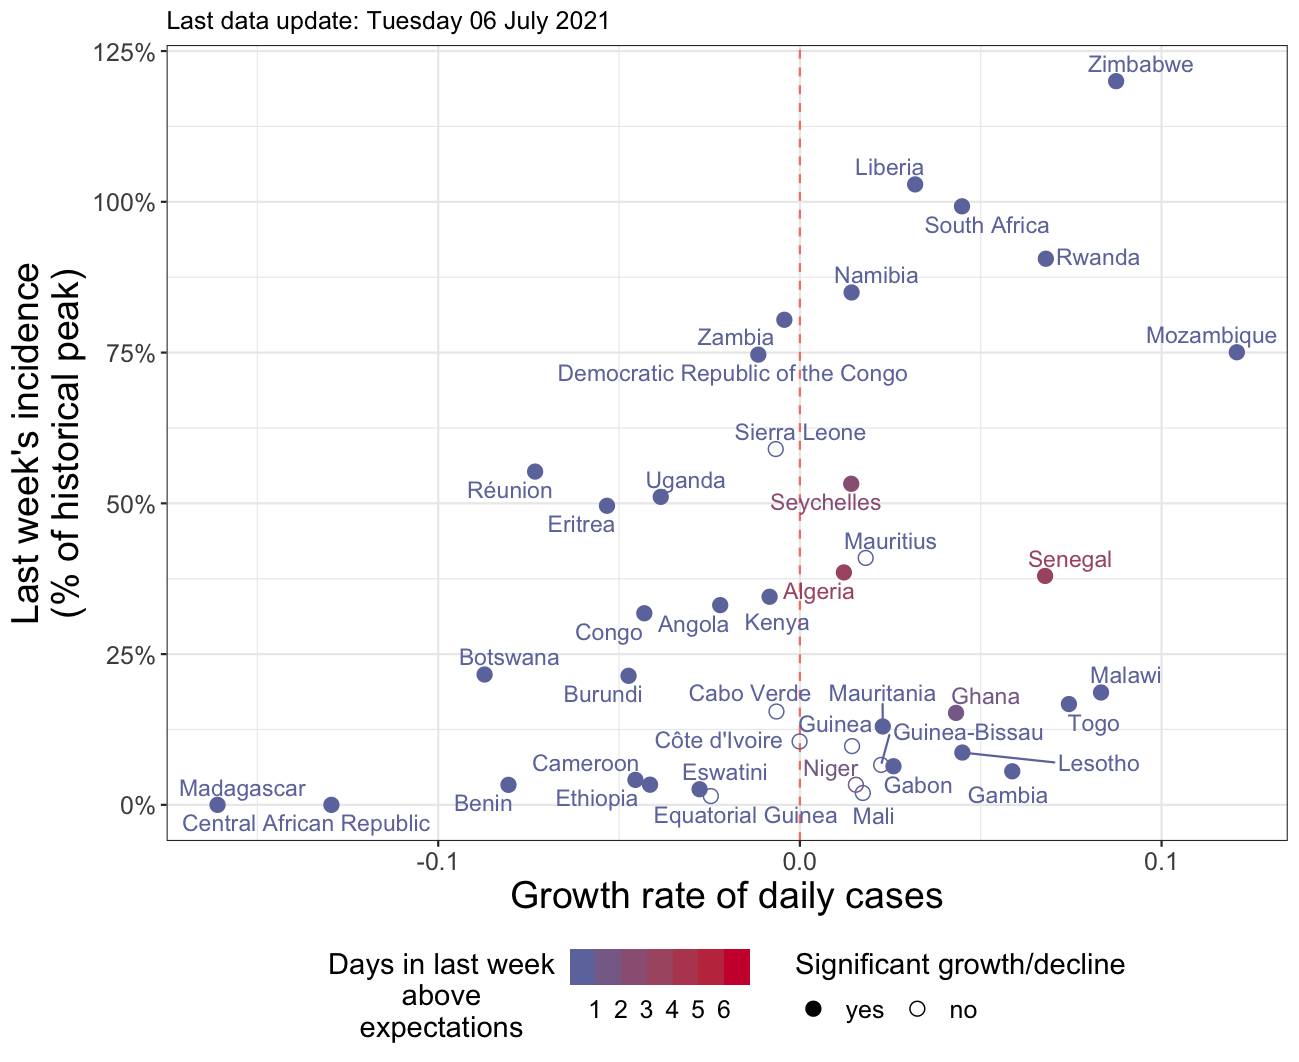 Last data update: Tuesday 06 July 2021
125%
100%
75%
50%
25%
0%
Last week's incidence
(% of historical peak)
Zimbabwe
Liberia
South Africa
Rwanda
Namibia
Zambia
Mozambique
Democratic Republic of the Congo
Sierra Leone
Réunion
Uganda
Seychelles
Eritrea
Mauritius
Senegal
Algeria
Congo
Angola
Kenya
Botswana
Burundi
Cabo Verde
Mauritania
Ghana
Malawi
Togo
Côte d'Ivoire
Guinea
Guinea-Bissau
Lesotho
Cameroon
Eswatini
Niger
Gabon
Gambia
Madagascar
Benin
Ethiopia
Equatorial Guinea
Mali
Central African Republic
-0.1
0.0
0.1
Growth rate of daily cases
Days in last week
above
expectations
1 2 3 4 5 6
Significant growth/decline
yes
no